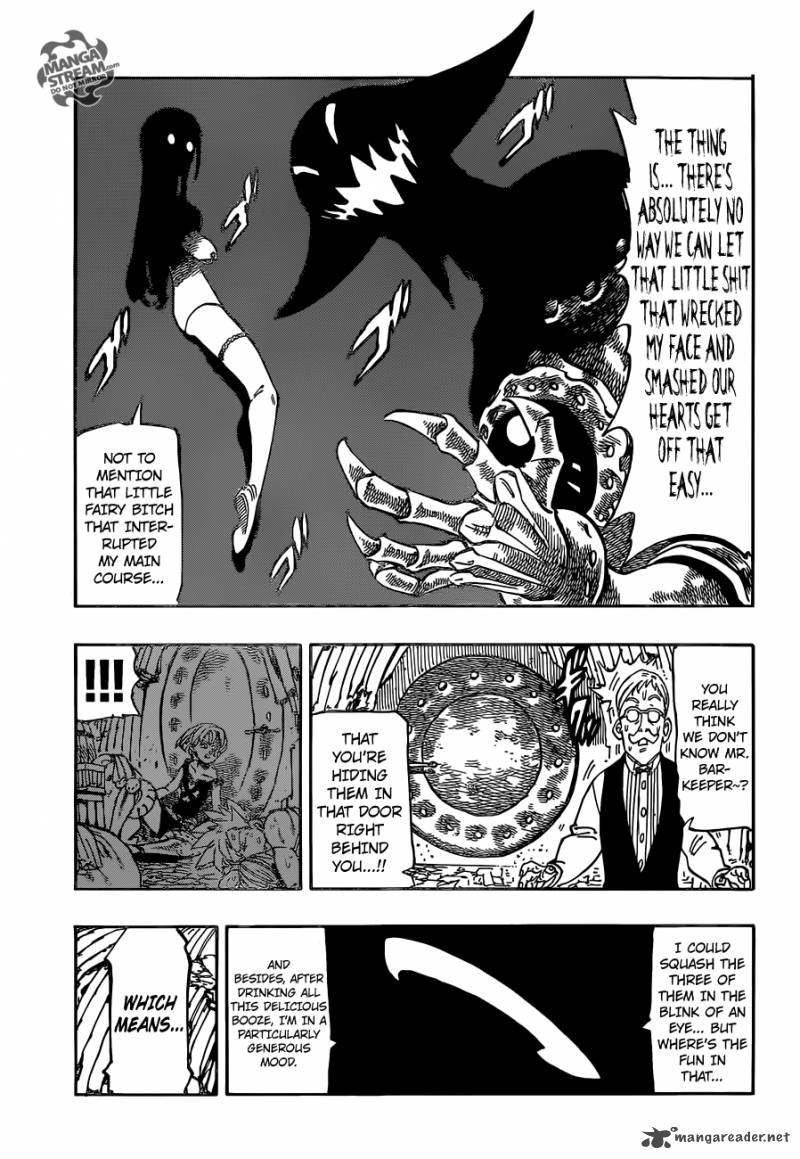 MANGA
STREAM.COM
DO NOT MIRROR
THE THING
IS... THERE'S
ABSOLUTELY NO
WAY WE CAN LET
THAT LITTLE SHIT
THAT WRECKED
MY FACE AND
SMASHED OUR
HEARTS GET
OFF THAT
EASY...
NOT TO
MENTION
THAT LITTLE
FAIRY BITCH
THAT INTER-
RUPTED
MY MAIN
COURSE...
YOU
REALLY
THINK
WE DON'T
KNOW MR.
BAR-
KEEPER~?
THAT
YOU'RE
HIDING
THEM IN
THAT DOOR
RIGHT
BEHIND
YOU...!!
!!!
I COULD
SQUASH THE
THREE OF
THEM IN THE
BLINK OF AN
EYE... BUT
WHERE'S THE
FUN IN
THAT...
AND
BESIDES, AFTER
DRINKING ALL
THIS DELICIOUS
BOOZE, I'M IN A
PARTICULARLY
GENEROUS
MOOD.
WHICH
MEANS...
mangareader.net